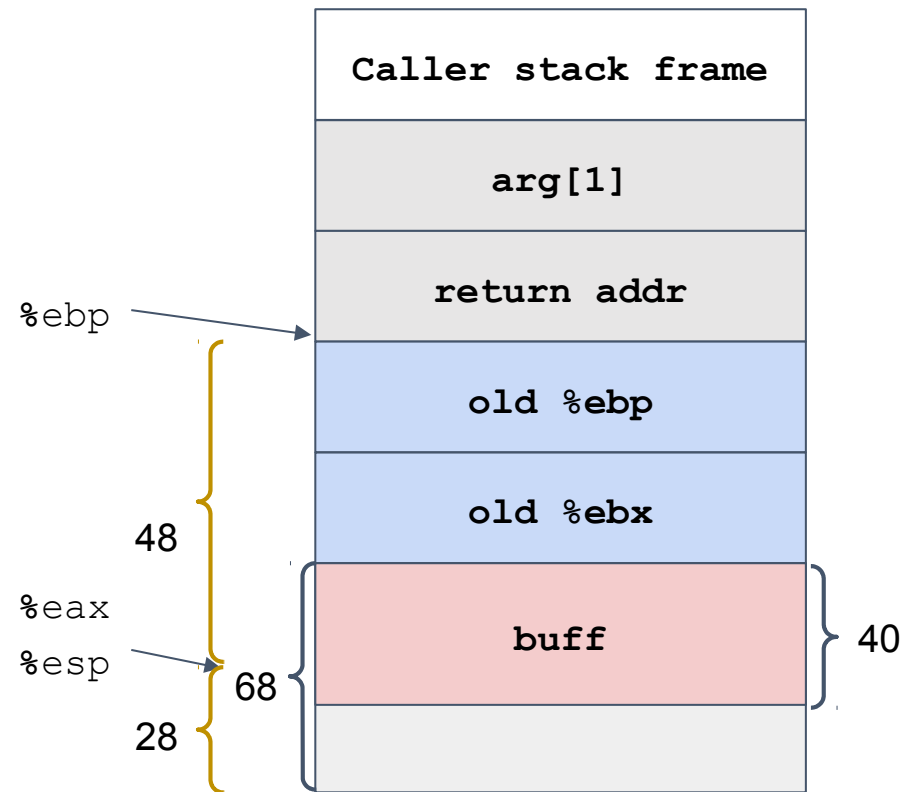 Caller stack frame
arg[1]
return addr
%ebp
old %ebp
old %ebx
48
%eax
buff
40
%esp
68
28